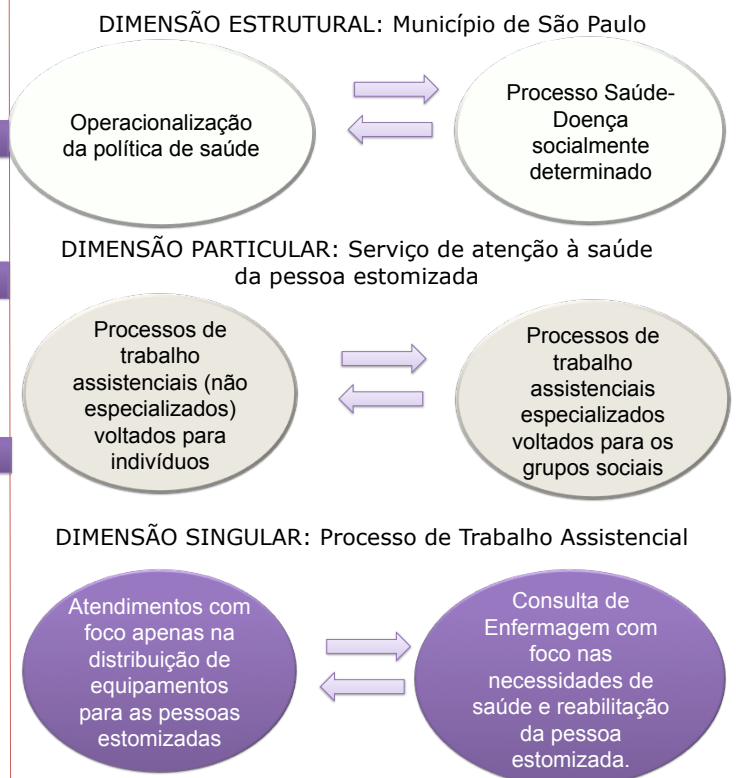 DIMENSÃO ESTRUTURAL: Município de São Paulo
Operacionalização
da política de saúde
Processo Saúde-
Doença
socialmente
determinado
DIMENSÃO PARTICULAR: Serviço de atenção à saúde
da pessoa estomizada
Processos de
trabalho
assistenciais (não
especializados)
voltados para
indivíduos
Processos de
trabalho
assistenciais
especializados
voltados para os
grupos sociais
DIMENSÃO SINGULAR: Processo de Trabalho Assistencial
Atendimentos com
foco apenas na
distribuição de
equipamentos
para as pessoas
estomizadas
Consulta de
Enfermagem com
foco nas
necessidades de
saúde e reabilitação
da pessoa
estomizada.